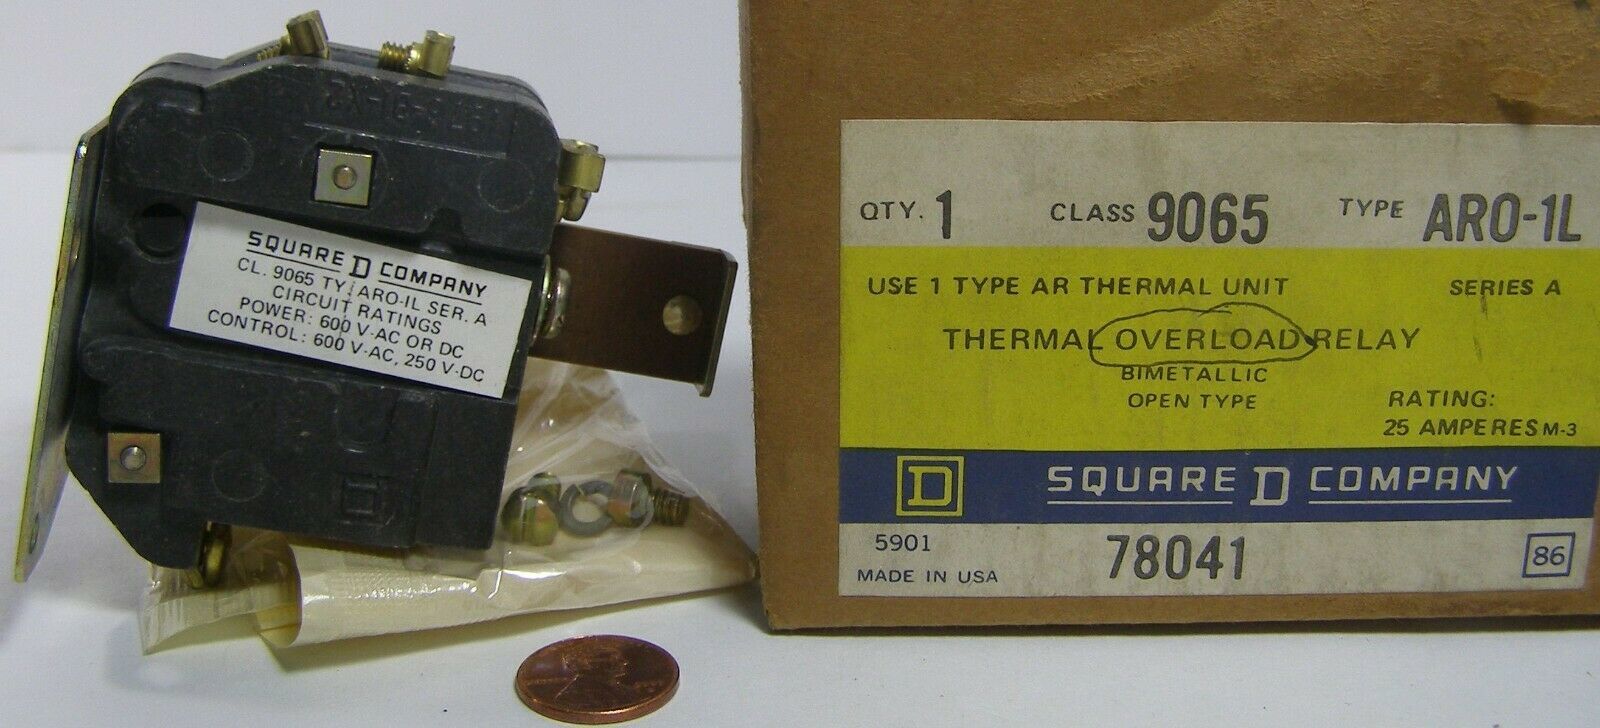 SQUARE D COMPANY
CL. 9065 TY. ARO-IL SER. A
CIRCUIT RATINGS
POWER: 600 V-AC OR DC
CONTROL: 600 V-AC, 250 V-DC
D
QTY. 1 CLASS 9065 TYPE ARO-1L
USE 1 TYPE AR THERMAL UNIT SERIES A
THERMAL OVERLOAD RELAY
BIMETALLIC
OPEN TYPE
RATING:
25 AMPERES M-3
D SQUARE D COMPANY
5901 78041 86
MADE IN USA